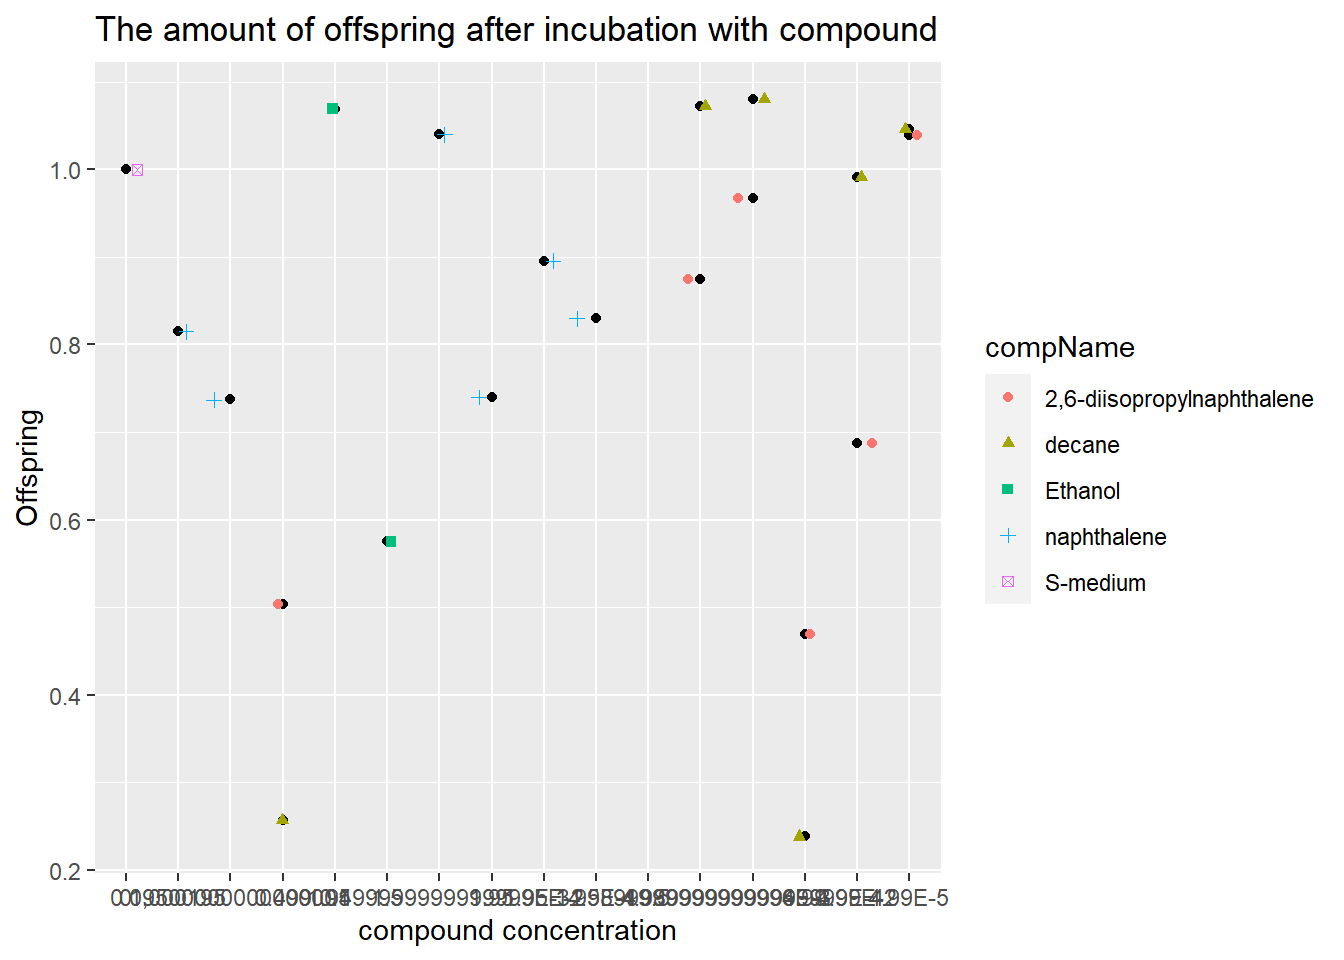 The amount of offspring after incubation with compound
Offspring
1.0
0.8
0.6
0.4
0.2
compound concentration
compName
2,6-diisopropylnaphthalene
decane
Ethanol
naphthalene
S-medium